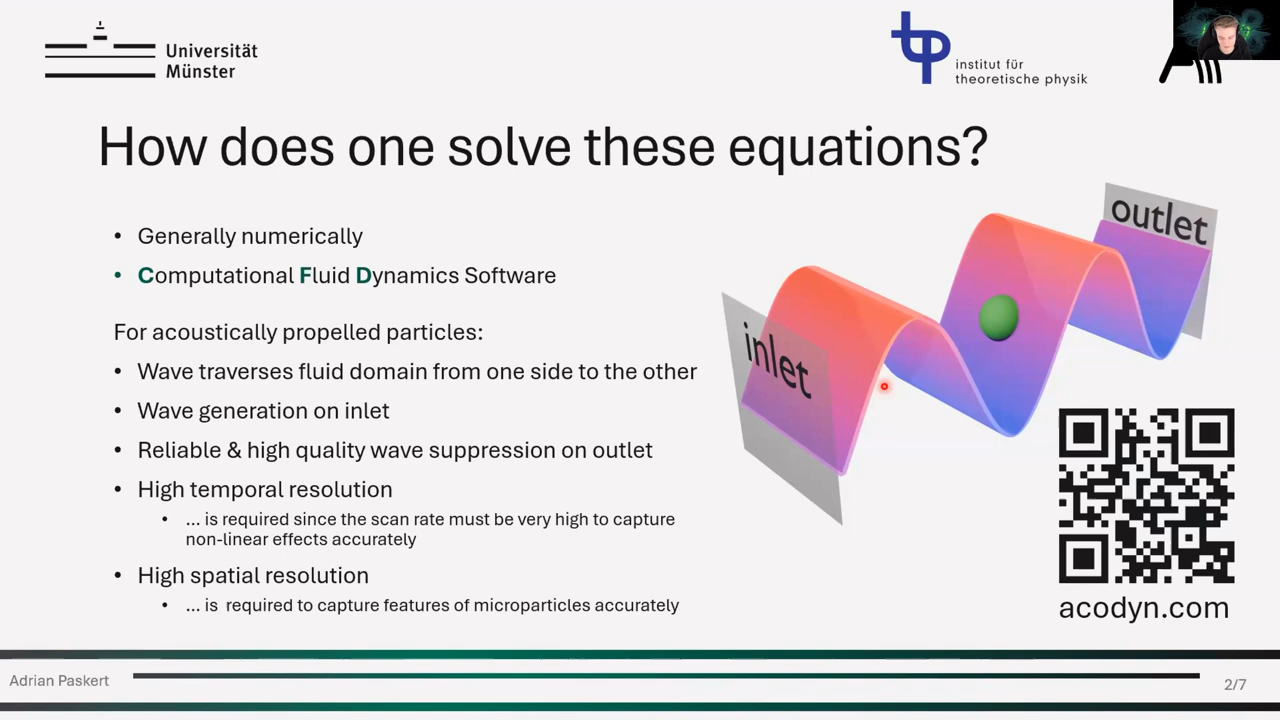 Universität
Münster
institut für
theoretische physik
How does one solve these equations?
• Generally numerically
• Computational Fluid Dynamics Software
For acoustically propelled particles:
• Wave traverses fluid domain from one side to the other
• Wave generation on inlet
• Reliable & high quality wave suppression on outlet
• High temporal resolution
• ... is required since the scan rate must be very high to capture
non-linear effects accurately
• High spatial resolution
• ... is required to capture features of microparticles accurately
inlet
outlet
acodyn.com
Adrian Paskert
2/7